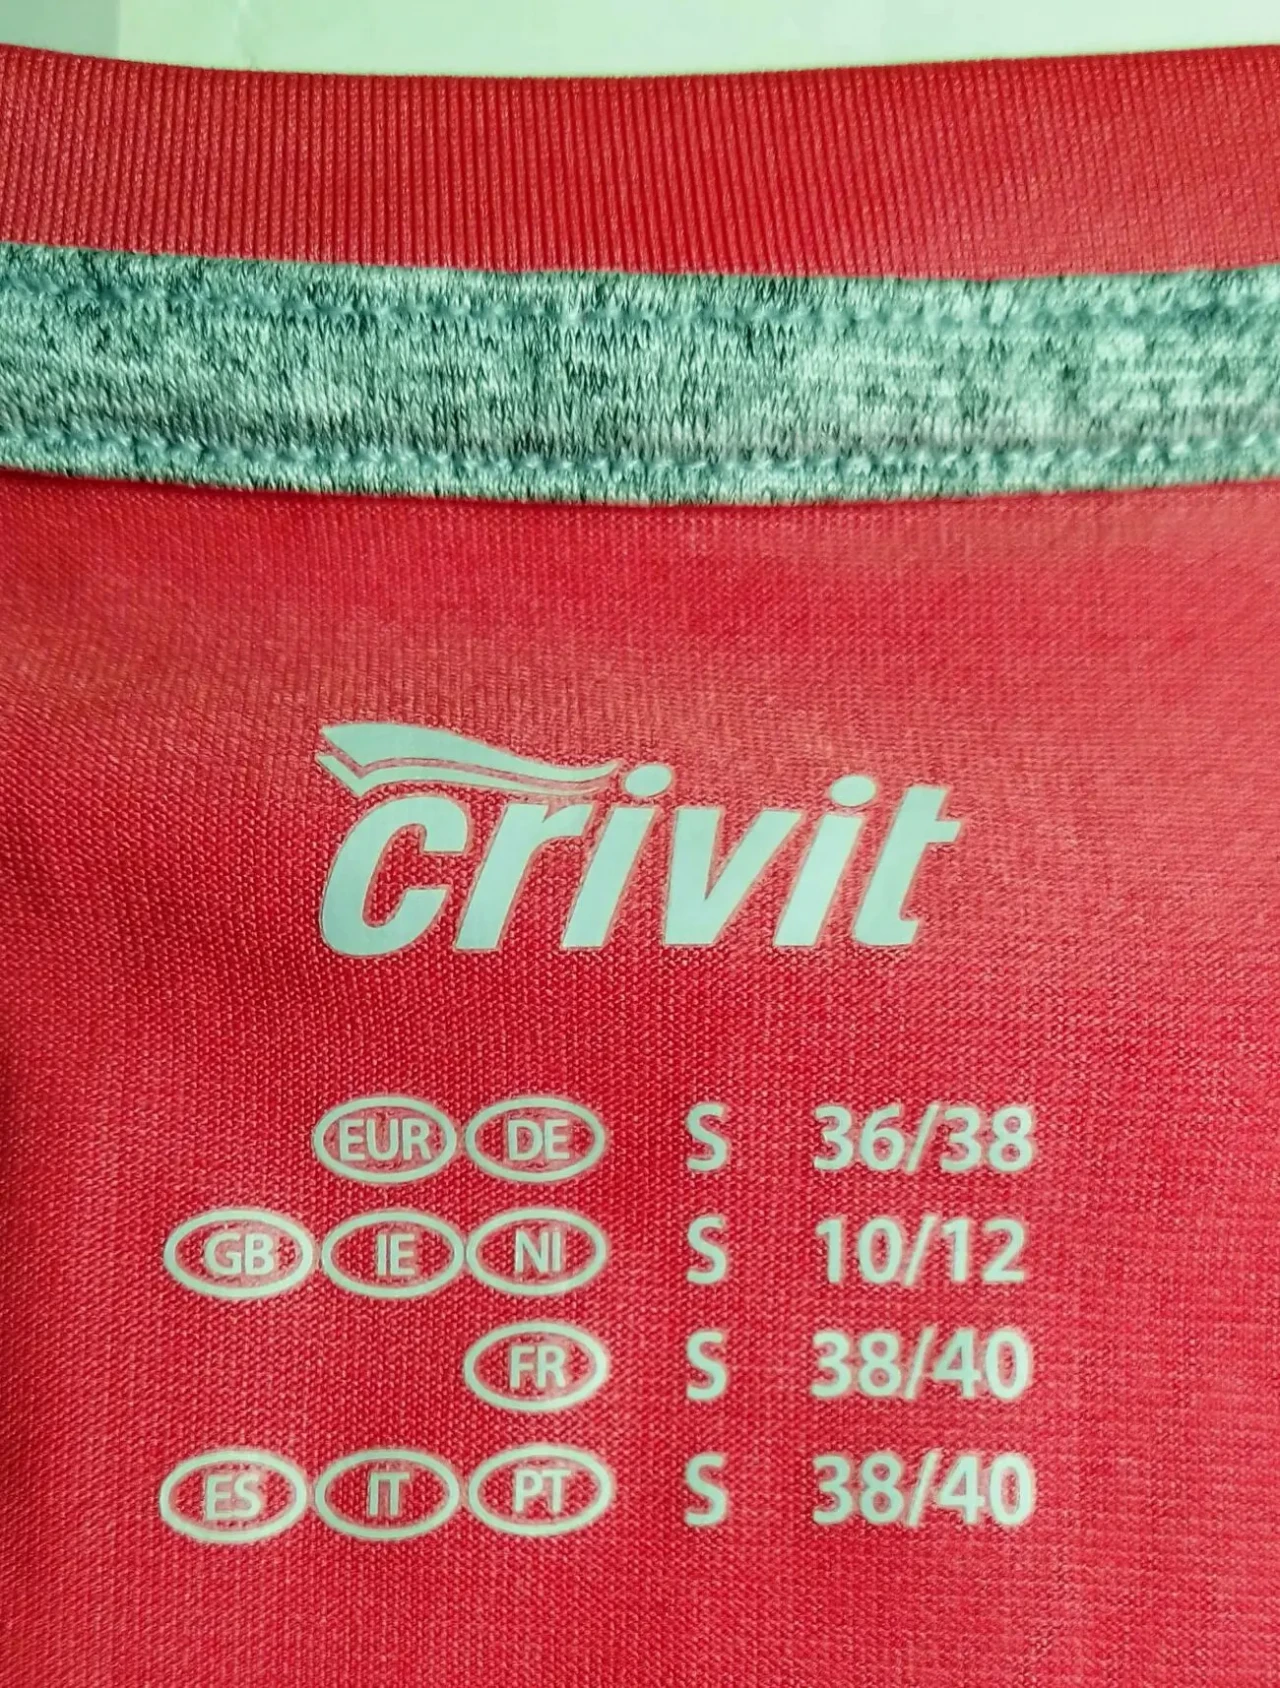 crivit
EUR DE S 36/38
GB IE NI S 10/12
FR S 38/40
ES IT PT S 38/40